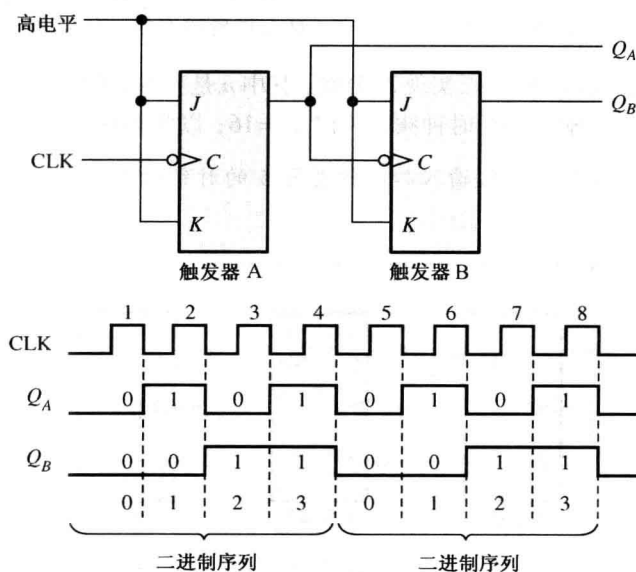 高电平
Q_A
J
J
Q_B
CLK
C
C
K
K
触发器 A
触发器 B
1 2 3 4 5 6 7 8
CLK
Q_A 0 1 0 1 0 1 0 1
Q_B 0 0 1 1 0 0 1 1
0 1 2 3 0 1 2 3
二进制序列 二进制序列